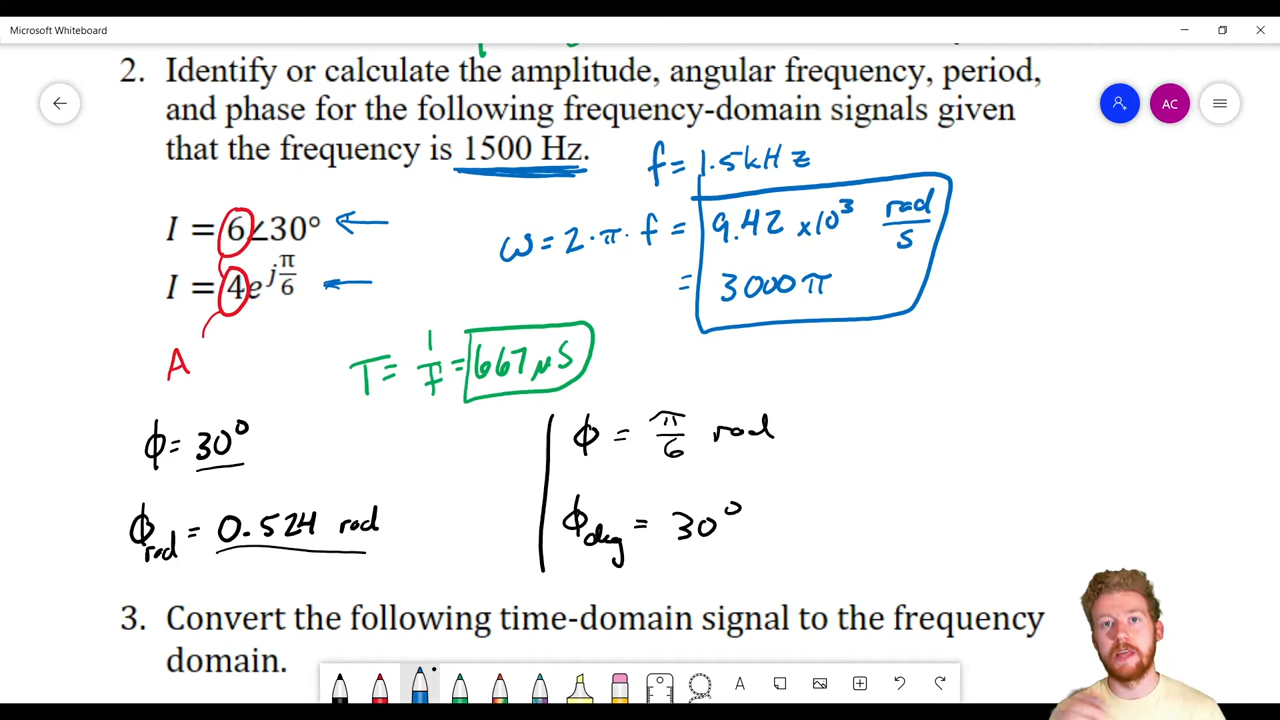 Microsoft Whiteboard
AC
2. Identify or calculate the amplitude, angular frequency, period,
and phase for the following frequency-domain signals given
that the frequency is 1500 Hz.
f = 1.5kHz
I = 6∠30°
ω = 2·π·f = 9.42 x10³ rad/s
I = 4e^{jπ/6}
= 3000π
A
T = 1/f = 667μs
ϕ = 30°
ϕ = π/6 rad
ϕrad = 0.524 rad
ϕdeg = 30°
3. Convert the following time-domain signal to the frequency
domain.
A